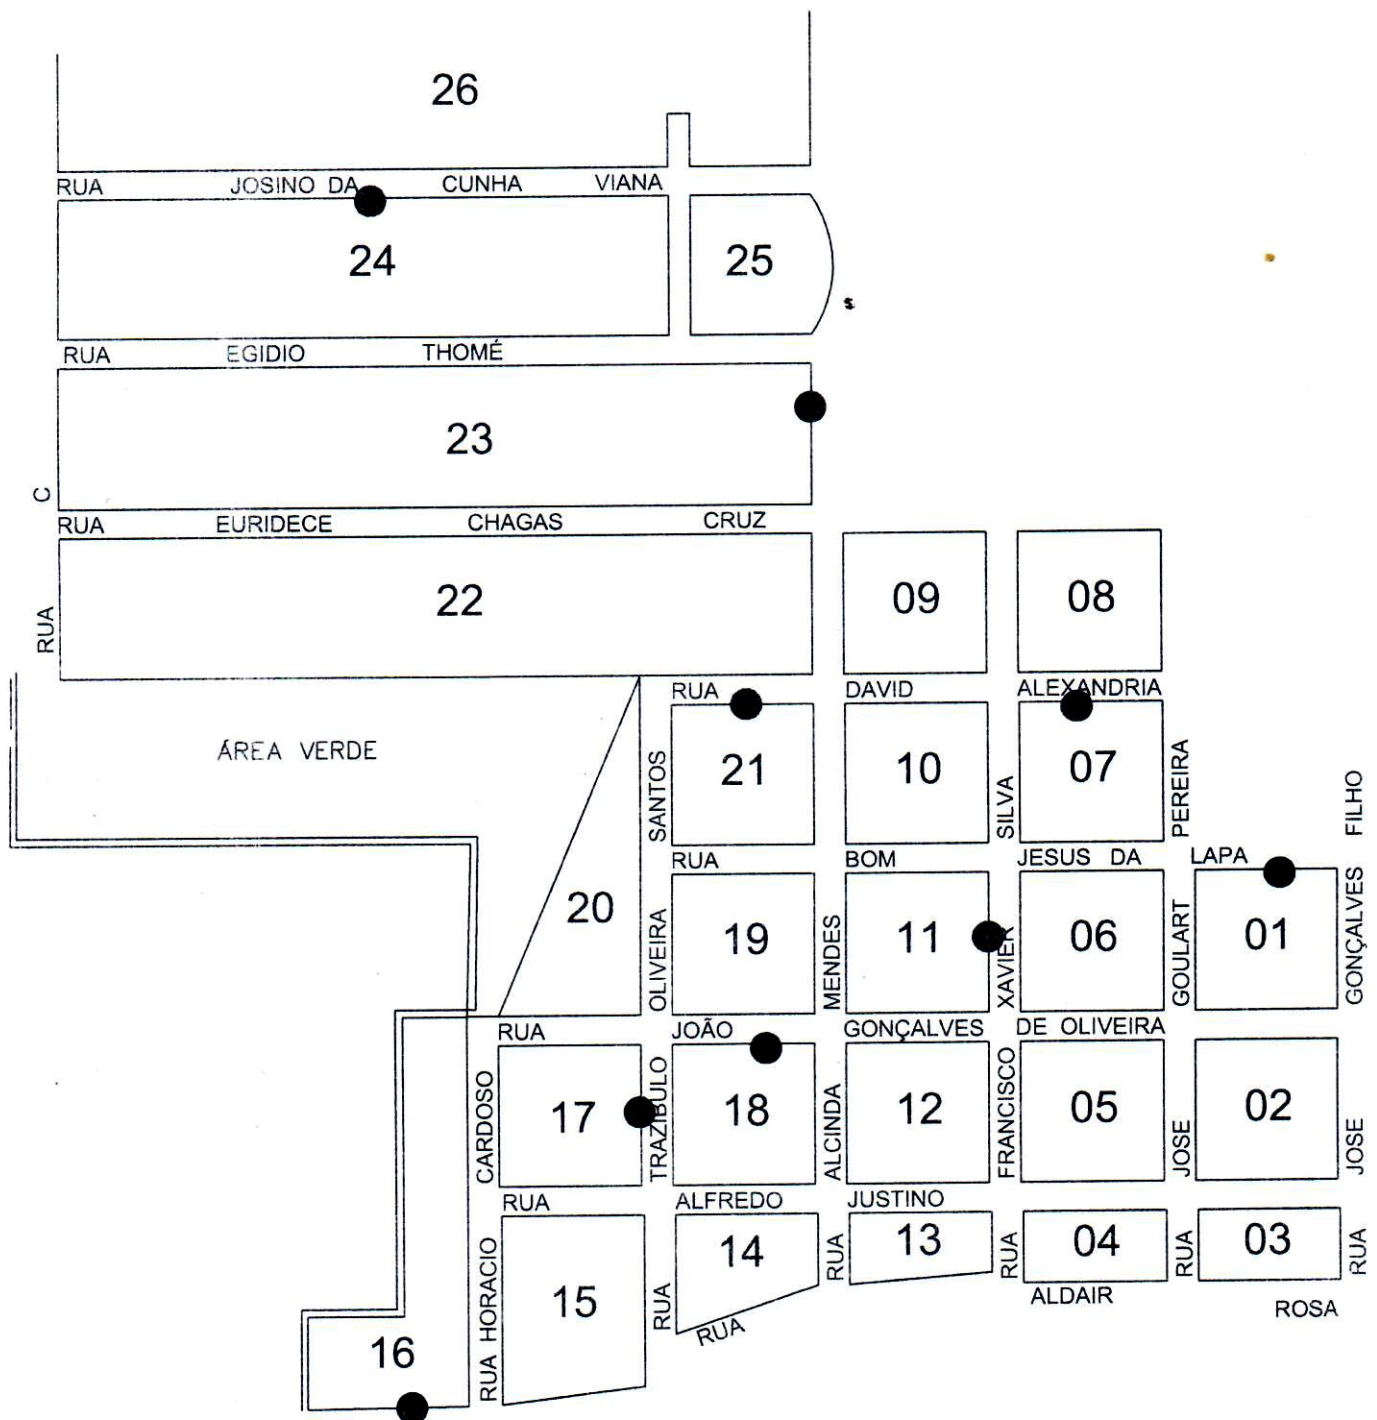 26
RUA JOSINO DA CUNHA VIANA
24 25
RUA EGIDIO THOMÉ
23
RUA C
RUA EURIDECE CHAGAS CRUZ
22 09 08
RUA DAVID ALEXANDRIA
ÁREA VERDE
21 10 07
RUA BOM JESUS DA LAPA
20 19 11 06 01
RUA JOÃO GONÇALVES DE OLIVEIRA
17 18 12 05 02
RUA ALFREDO JUSTINO
15 14 13 04 03
RUA ALDAIR ROSA
16
RUA HORACIO CARDOSO
RUA TRAZIBULO OLIVEIRA SANTOS
RUA ALCINDA MENDES
RUA FRANCISCO XAVIER SILVA
RUA JOSE GOULART PEREIRA
RUA JOSE GONÇALVES FILHO